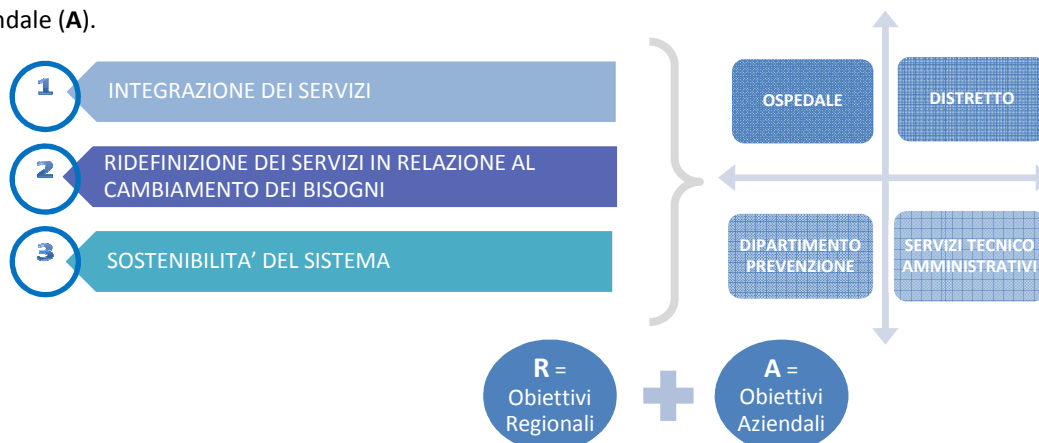 ndale (A).
1
INTEGRAZIONE DEI SERVIZI
2
RIDEFINIZIONE DEI SERVIZI IN RELAZIONE AL
CAMBIAMENTO DEI BISOGNI
3
SOSTENIBILITA’ DEL SISTEMA
OSPEDALE
DISTRETTO
DIPARTIMENTO
PREVENZIONE
SERVIZI TECNICO
AMMINISTRATIVI
R =
Obiettivi
Regionali
A =
Obiettivi
Aziendali